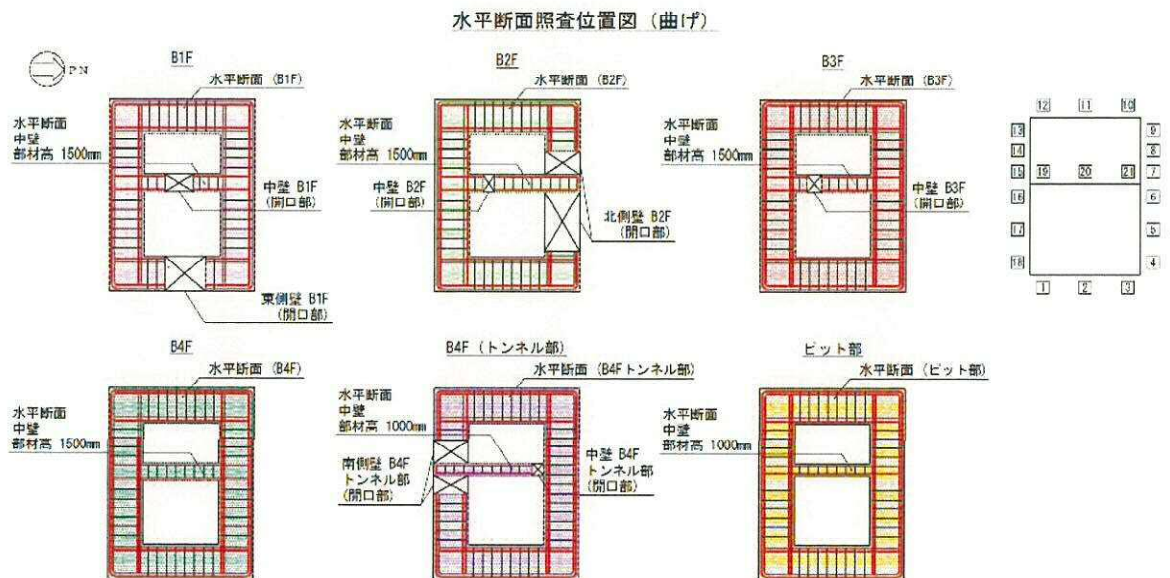 水平断面照査位置図 (曲げ)
PN
B1F
水平断面 (B1F)
水平断面
中壁
部材高 1500mm
中壁 B1F
(開口部)
東側壁 B1F
(開口部)
B2F
水平断面 (B2F)
水平断面
中壁
部材高 1500mm
中壁 B2F
(開口部)
北側壁 B2F
(開口部)
B3F
水平断面 (B3F)
水平断面
中壁
部材高 1500mm
中壁 B3F
(開口部)
12 11 10
13 9
14 8
15 19 20 21 7
16 6
17 5
18 4
1 2 3
B4F
水平断面 (B4F)
水平断面
中壁
部材高 1500mm
B4F (トンネル部)
水平断面 (B4Fトンネル部)
水平断面
中壁
部材高 1000mm
南側壁 B4F
トンネル部
(開口部)
中壁 B4F
トンネル部
(開口部)
ピット部
水平断面 (ピット部)
水平断面
中壁
部材高 1000mm